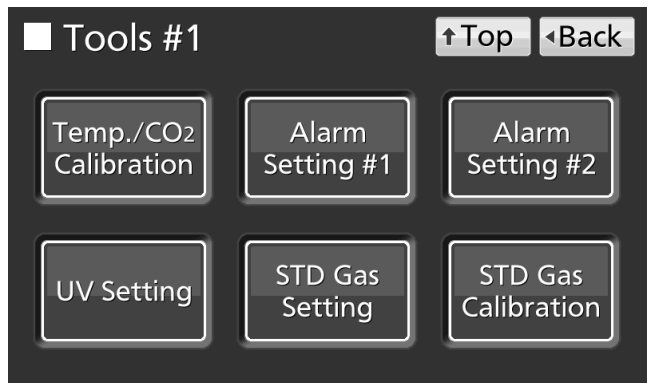 Tools #1
↑Top
◂Back
Temp./CO2
Calibration
Alarm
Setting #1
Alarm
Setting #2
UV Setting
STD Gas
Setting
STD Gas
Calibration